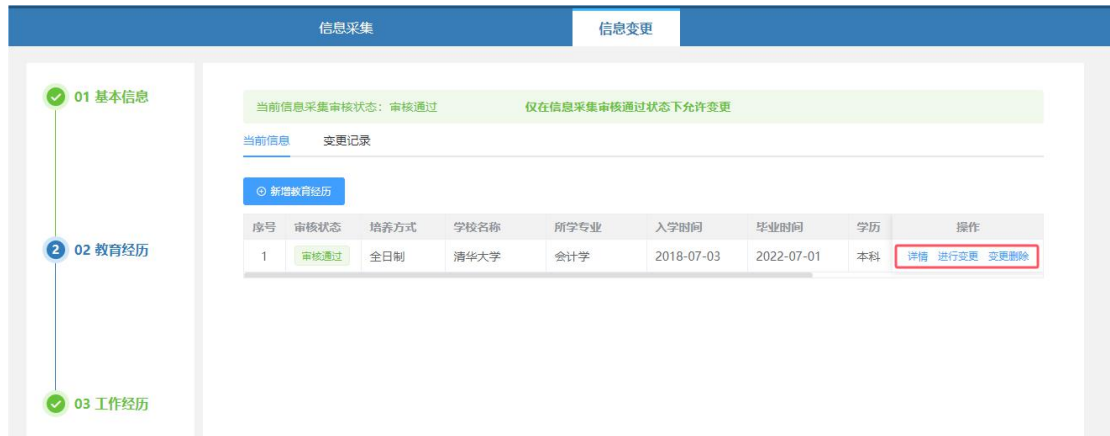 信息采集 信息变更
01 基本信息
当前信息采集审核状态：审核通过 仅在信息采集审核通过状态下允许变更
当前信息 变更记录
新增教育经历
序号 审核状态 培养方式 学校名称 所学专业 入学时间 毕业时间 学历 操作
2 02 教育经历
1 审核通过 全日制 清华大学 会计学 2018-07-03 2022-07-01 本科 详情 进行变更 变更删除
03 工作经历